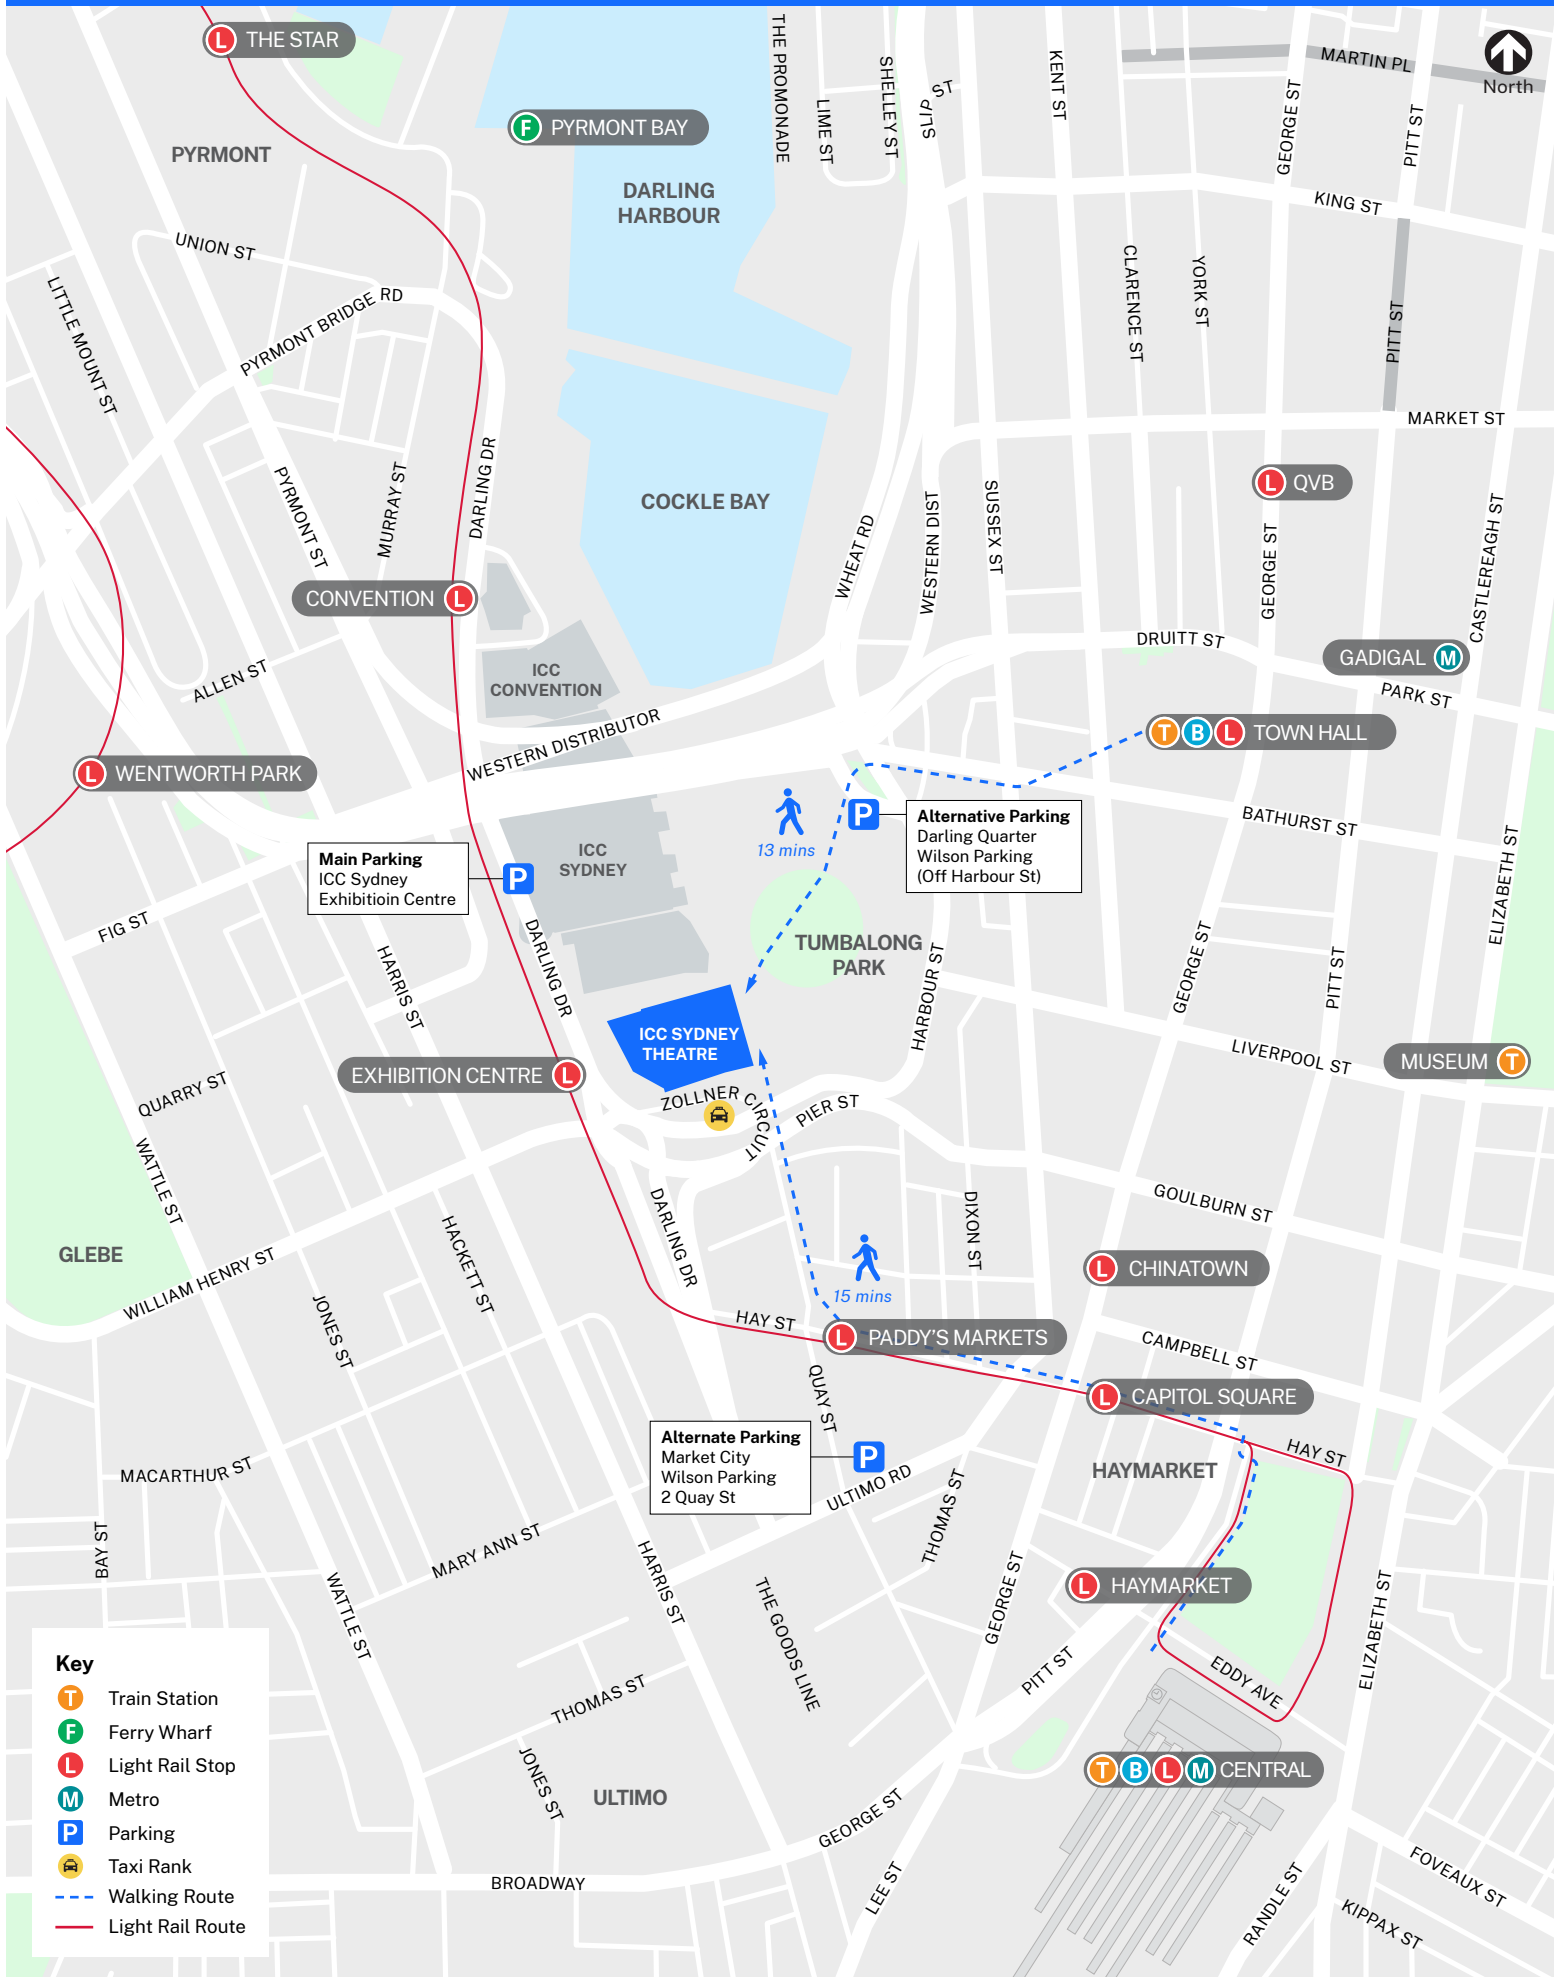 THE STAR
MARTIN PL
North
THE PROMONADE
LIME ST
SHELLEY ST
SLIP ST
KENT ST
GEORGE ST
PITT ST
PYRMONT BAY
PYRMONT
DARLING
HARBOUR
KING ST
UNION ST
LITTLE MOUNT ST
PYRMONT BRIDGE RD
CLARENCE ST
YORK ST
PITT ST
MARKET ST
PYRMONT ST
MURRAY ST
DARLING DR
COCKLE BAY
WHEAT RD
WESTERN DIST
SUSSEX ST
QVB
GEORGE ST
CASTLEREAGH ST
CONVENTION
ALLEN ST
ICC
CONVENTION
DRUITT ST
GADIGAL
M
PARK ST
WESTERN DISTRIBUTOR
T B L TOWN HALL
WENTWORTH PARK
13 mins
P
Alternative Parking
Darling Quarter
Wilson Parking
(Off Harbour St)
BATHURST ST
ELIZABETH ST
Main Parking
ICC Sydney
Exhibitioin Centre
P
ICC
SYDNEY
FIG ST
HARRIS ST
DARLING DR
TUMBALONG
PARK
HARBOUR ST
GEORGE ST
PITT ST
ICC SYDNEY
THEATRE
LIVERPOOL ST
MUSEUM T
EXHIBITION CENTRE L
QUARRY ST
ZOLLNER CIRCUIT
PIER ST
WATTLE ST
DARLING DR
DIXON ST
GOULBURN ST
GLEBE
WILLIAM HENRY ST
HACKETT ST
JONES ST
15 mins
L CHINATOWN
HAY ST
L PADDY'S MARKETS
CAMPBELL ST
QUAY ST
L CAPITOL SQUARE
Alternate Parking
Market City
Wilson Parking
2 Quay St
P
HAY ST
HAYMARKET
MACARTHUR ST
ULTIMO RD
THOMAS ST
BAY ST
MARY ANN ST
HARRIS ST
THE GOODS LINE
GEORGE ST
L HAYMARKET
WATTLE ST
PITT ST
EDDY AVE
ELIZABETH ST
THOMAS ST
JONES ST
ULTIMO
T B L M CENTRAL
GEORGE ST
BROADWAY
LEE ST
RANDLE ST
FOVEAUX ST
KIPPAX ST
Key
T Train Station
F Ferry Wharf
L Light Rail Stop
M Metro
P Parking
Taxi Rank
Walking Route
Light Rail Route